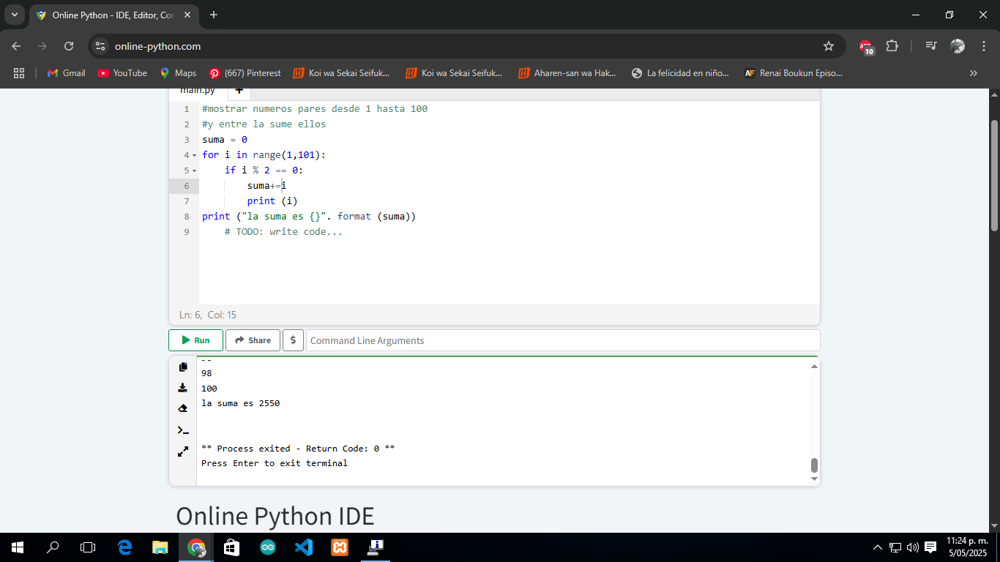 Online Python - IDE, Editor, Con
online-python.com
10
Gmail
YouTube
Maps
(667) Pinterest
Koi wa Sekai Seifuk...
Koi wa Sekai Seifuk...
Aharen-san wa Hak...
La felicidad en niño...
AF Renai Boukun Episo...
main.py
1 #mostrar numeros pares desde 1 hasta 100
2 #y entre la sume ellos
3 suma = 0
4 for i in range(1,101):
5 if i % 2 == 0:
6 suma+=i
7 print (i)
8 print ("la suma es {}". format (suma))
9 # TODO: write code...
Ln: 6, Col: 15
Run
Share
$
Command Line Arguments
98
100
la suma es 2550
** Process exited - Return Code: 0 **
Press Enter to exit terminal
Online Python IDE
11:24 p. m.
5/05/2025